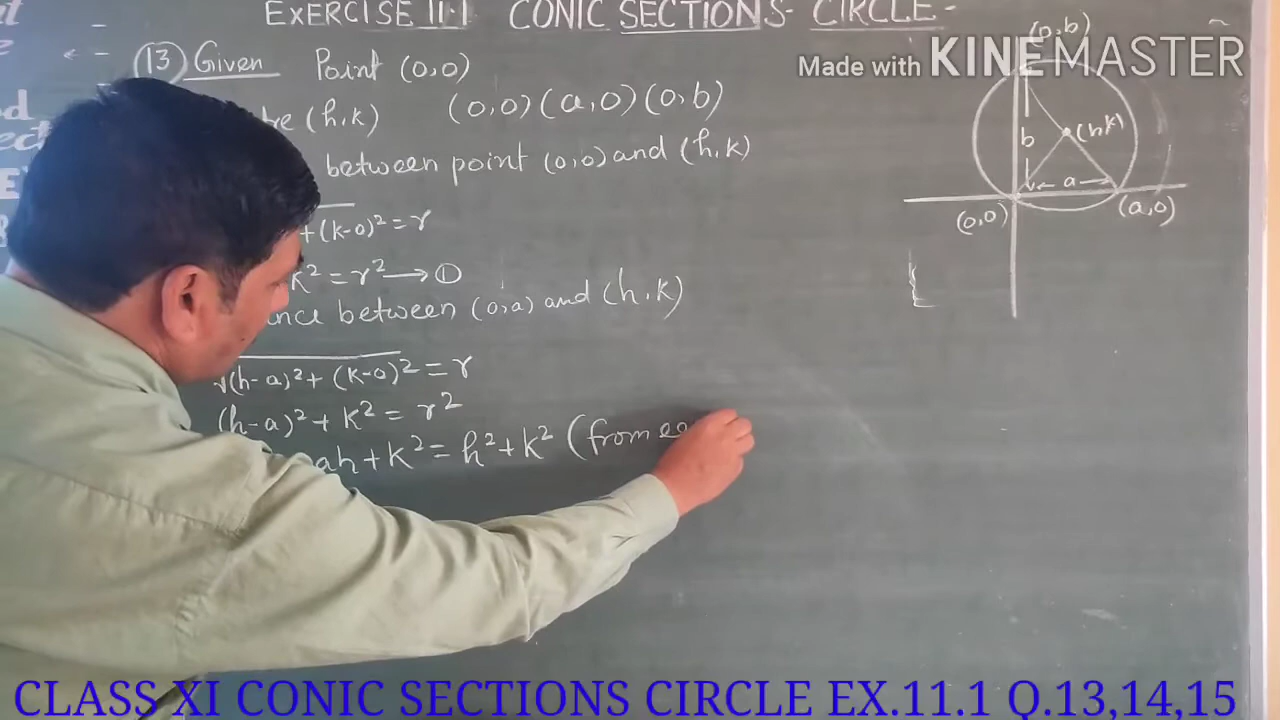 EXERCISE 11.1 CONIC SECTIONS- CIRCLE -
Made with KINEMASTER
(13) Given Point (0,0)
(h,k) (0,0) (a,0) (0,b)
between point (0,0) and (h,k)
+(k-0)² = r
k² = r² → ①
between (0,a) and (h,k)
√(h-a)² + (k-0)² = r
(h-a)² + k² = r²
ah + k² = h² + k² (from eq
(0,b)
(h,k)
b
a
(0,0)
(a,0)
CLASS XI CONIC SECTIONS CIRCLE EX.11.1 Q.13,14,15